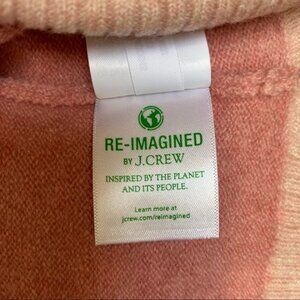 RE-IMAGINED
BY J.CREW
INSPIRED BY THE PLANET
AND ITS PEOPLE.
Learn more at
jcrew.com/reimagined